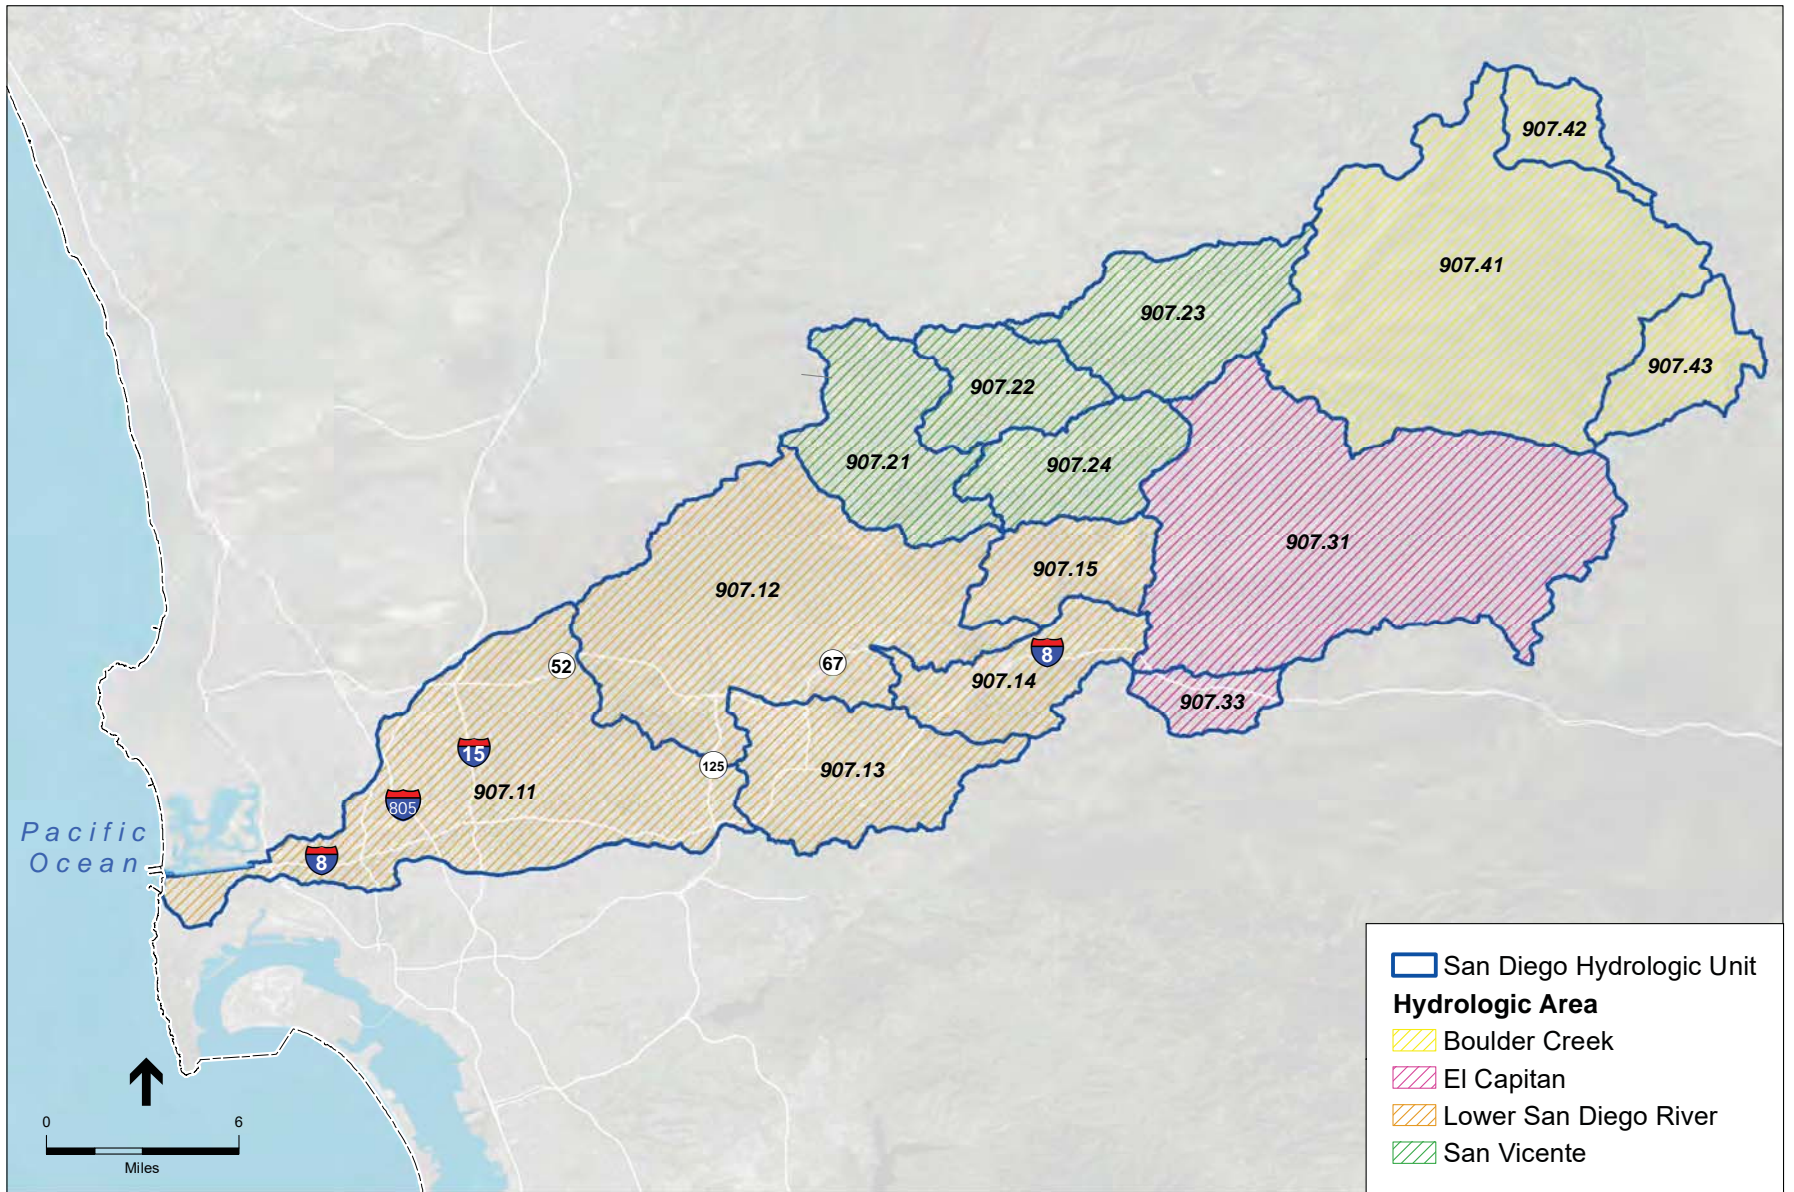 907.42
907.41
907.23
907.43
907.22
907.21
907.24
907.31
907.15
907.12
8
52
67
907.14
907.33
15
125
907.13
907.11
805
Pacific
Ocean
8
San Diego Hydrologic Unit
Hydrologic Area
Boulder Creek
El Capitan
Lower San Diego River
San Vicente
0 6
Miles